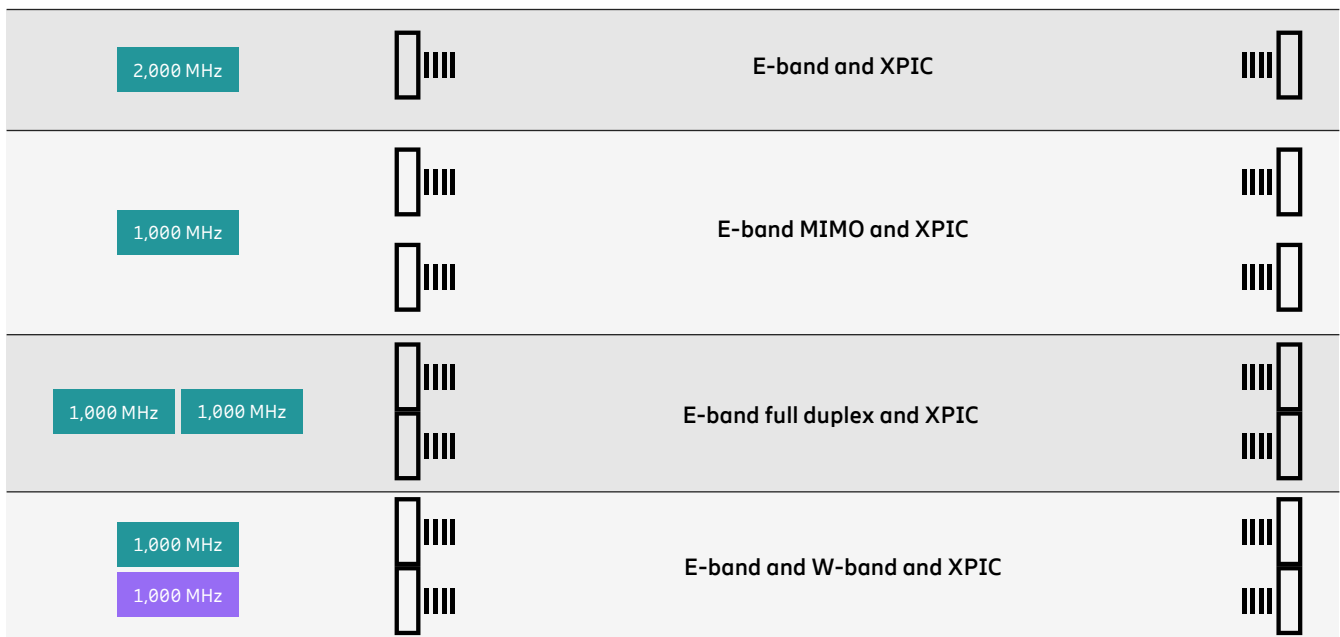 2,000 MHz
E-band and XPIC
1,000 MHz
E-band MIMO and XPIC
1,000 MHz 1,000 MHz
E-band full duplex and XPIC
1,000 MHz
1,000 MHz
E-band and W-band and XPIC